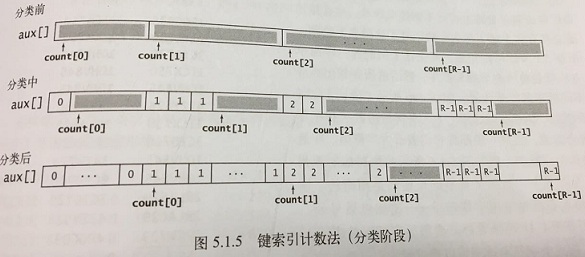 分类前
aux[] ...
count[0] count[1] count[2] count[R-1]
分类中
aux[] 0 1 1 1 2 2 ... R-1 R-1 R-1
count[0] count[1] count[2] count[R-1]
分类后
aux[] 0 ... 0 1 1 1 ... 1 2 2 ... 2 ... R-1 R-1 R-1 R-1
count[0] count[1] count[2] count[R-1]
图 5.1.5 键索引计数法（分类阶段）